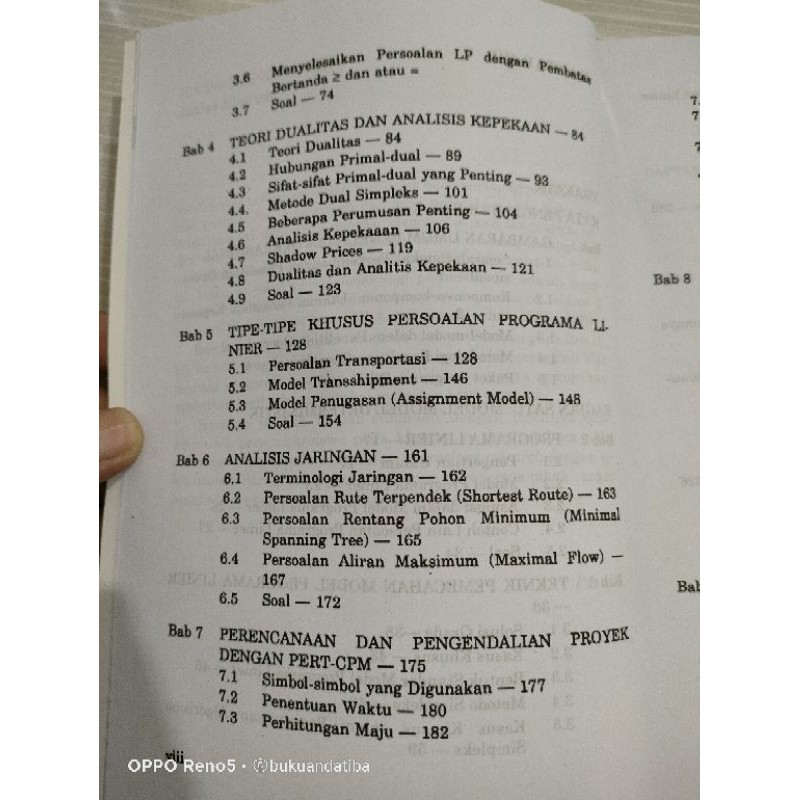 3.6 Menyelesaikan Persoalan LP dengan Pembatas
Bertanda ≥ dan atau =
3.7 Soal — 74
Bab 4 TEORI DUALITAS DAN ANALISIS KEPEKAAN — 84
4.1 Teori Dualitas — 84
4.2 Hubungan Primal-dual — 89
4.3 Sifat-sifat Primal-dual yang Penting — 93
4.4. Metode Dual Simpleks — 101
4.5 Beberapa Perumusan Penting — 104
4.6 Analisis Kepekaaan — 106
4.7 Shadow Prices — 119
4.8 Dualitas dan Analitis Kepekaan — 121
4.9 Soal — 123
Bab 5 TIPE-TIPE KHUSUS PERSOALAN PROGRAMA LI-
NIER — 128
5.1 Persoalan Transportasi — 128
5.2 Model Transshipment — 146
5.3 Model Penugasan (Assignment Model) — 148
5.4 Soal — 154
Bab 6 ANALISIS JARINGAN — 161
6.1 Terminologi Jaringan — 162
6.2 Persoalan Rute Terpendek (Shortest Route) — 163
6.3 Persoalan Rentang Pohon Minimum (Minimal
Spanning Tree) — 165
6.4 Persoalan Aliran Maksimum (Maximal Flow) —
167
6.5 Soal — 172
Bab 7 PERENCANAAN DAN PENGENDALIAN PROYEK
DENGAN PERT-CPM — 175
7.1 Simbol-simbol yang Digunakan — 177
7.2 Penentuan Waktu — 180
7.3 Perhitungan Maju — 182
viii
Bab 8
OPPO Reno5 · @bukuandatiba